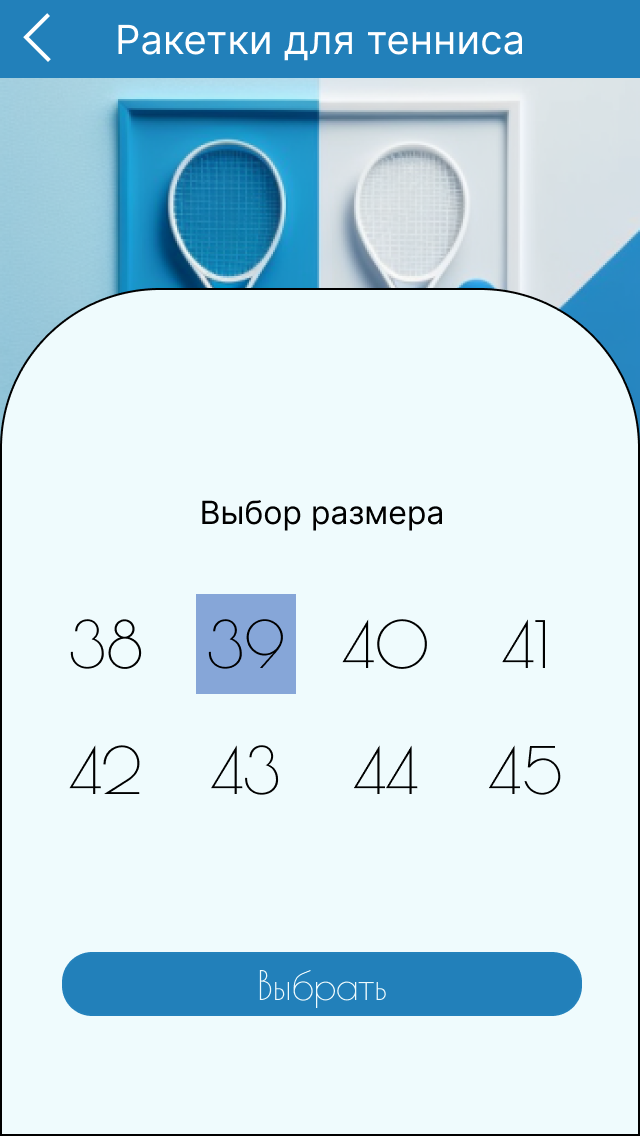 Ракетки для тенниса
Выбор размера
38 39 40 41
42 43 44 45
Выбрать